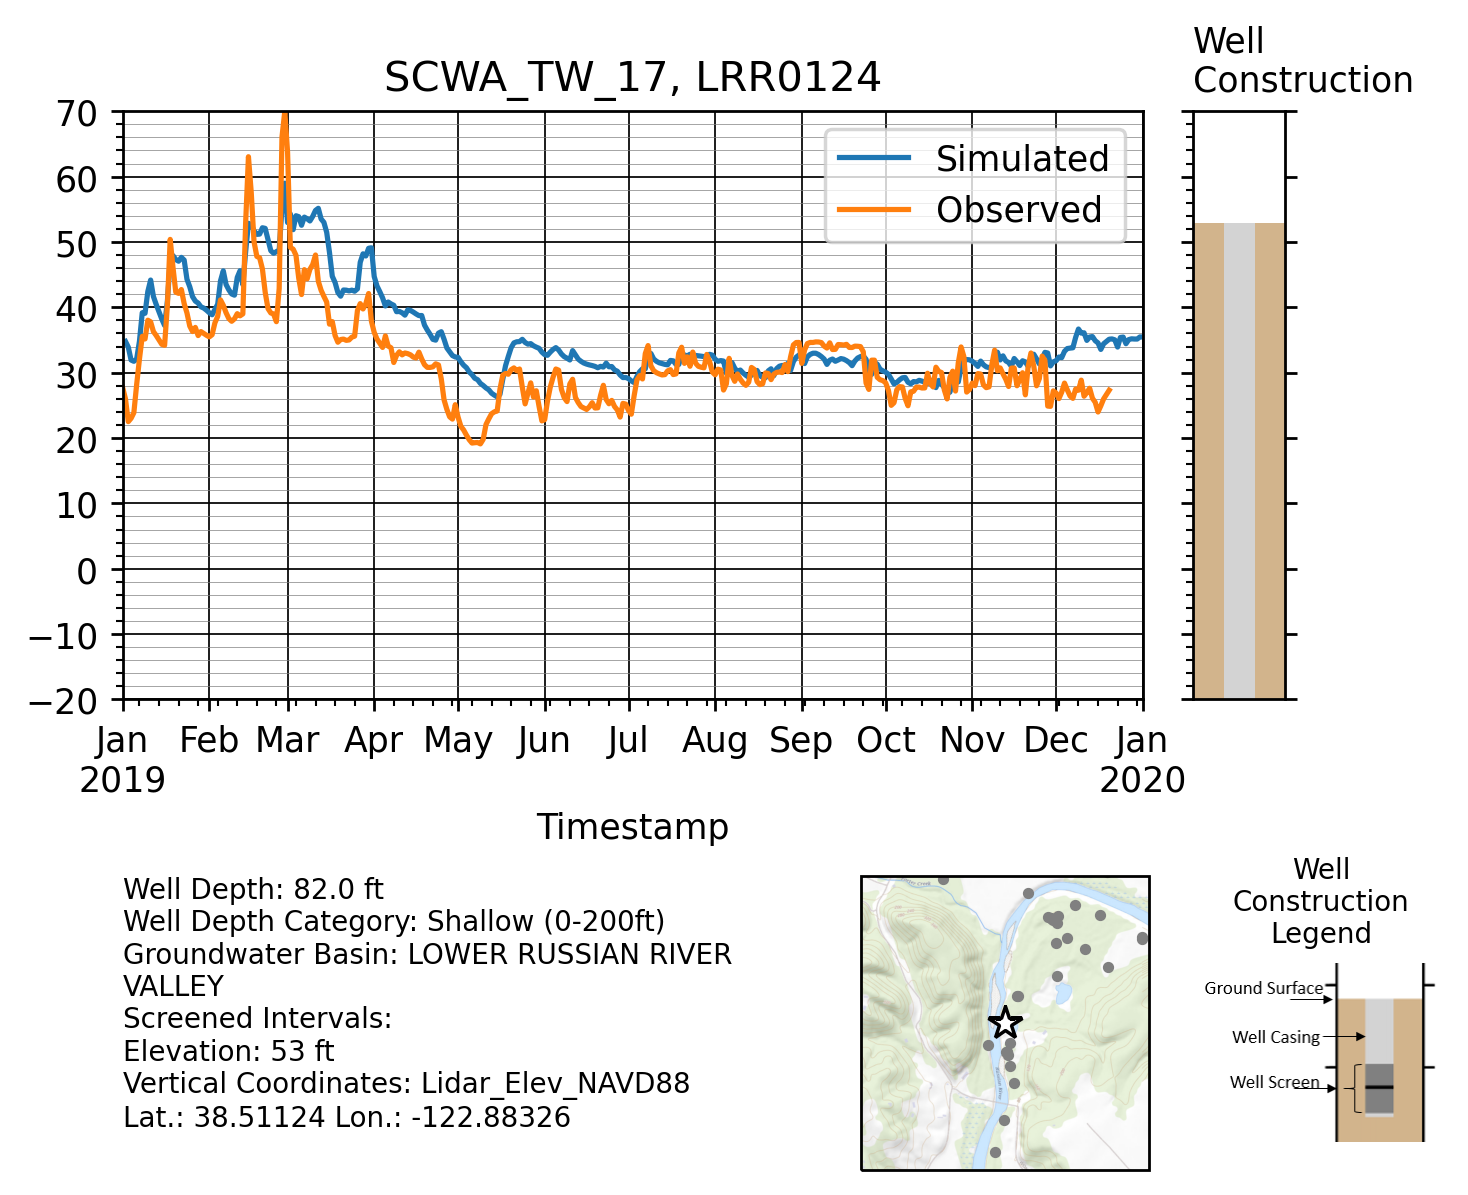 Well
Construction
SCWA_TW_17, LRR0124
70
60
50
40
30
20
10
0
−10
−20
Simulated
Observed
Jan
2019
Feb
Mar
Apr
May
Jun
Jul
Aug
Sep
Oct
Nov
Dec
Jan
2020
Timestamp
Well Depth: 82.0 ft
Well Depth Category: Shallow (0-200ft)
Groundwater Basin: LOWER RUSSIAN RIVER
VALLEY
Screened Intervals:
Elevation: 53 ft
Vertical Coordinates: Lidar_Elev_NAVD88
Lat.: 38.51124 Lon.: -122.88326
Well
Construction
Legend
Ground Surface
Well Casing
Well Screen